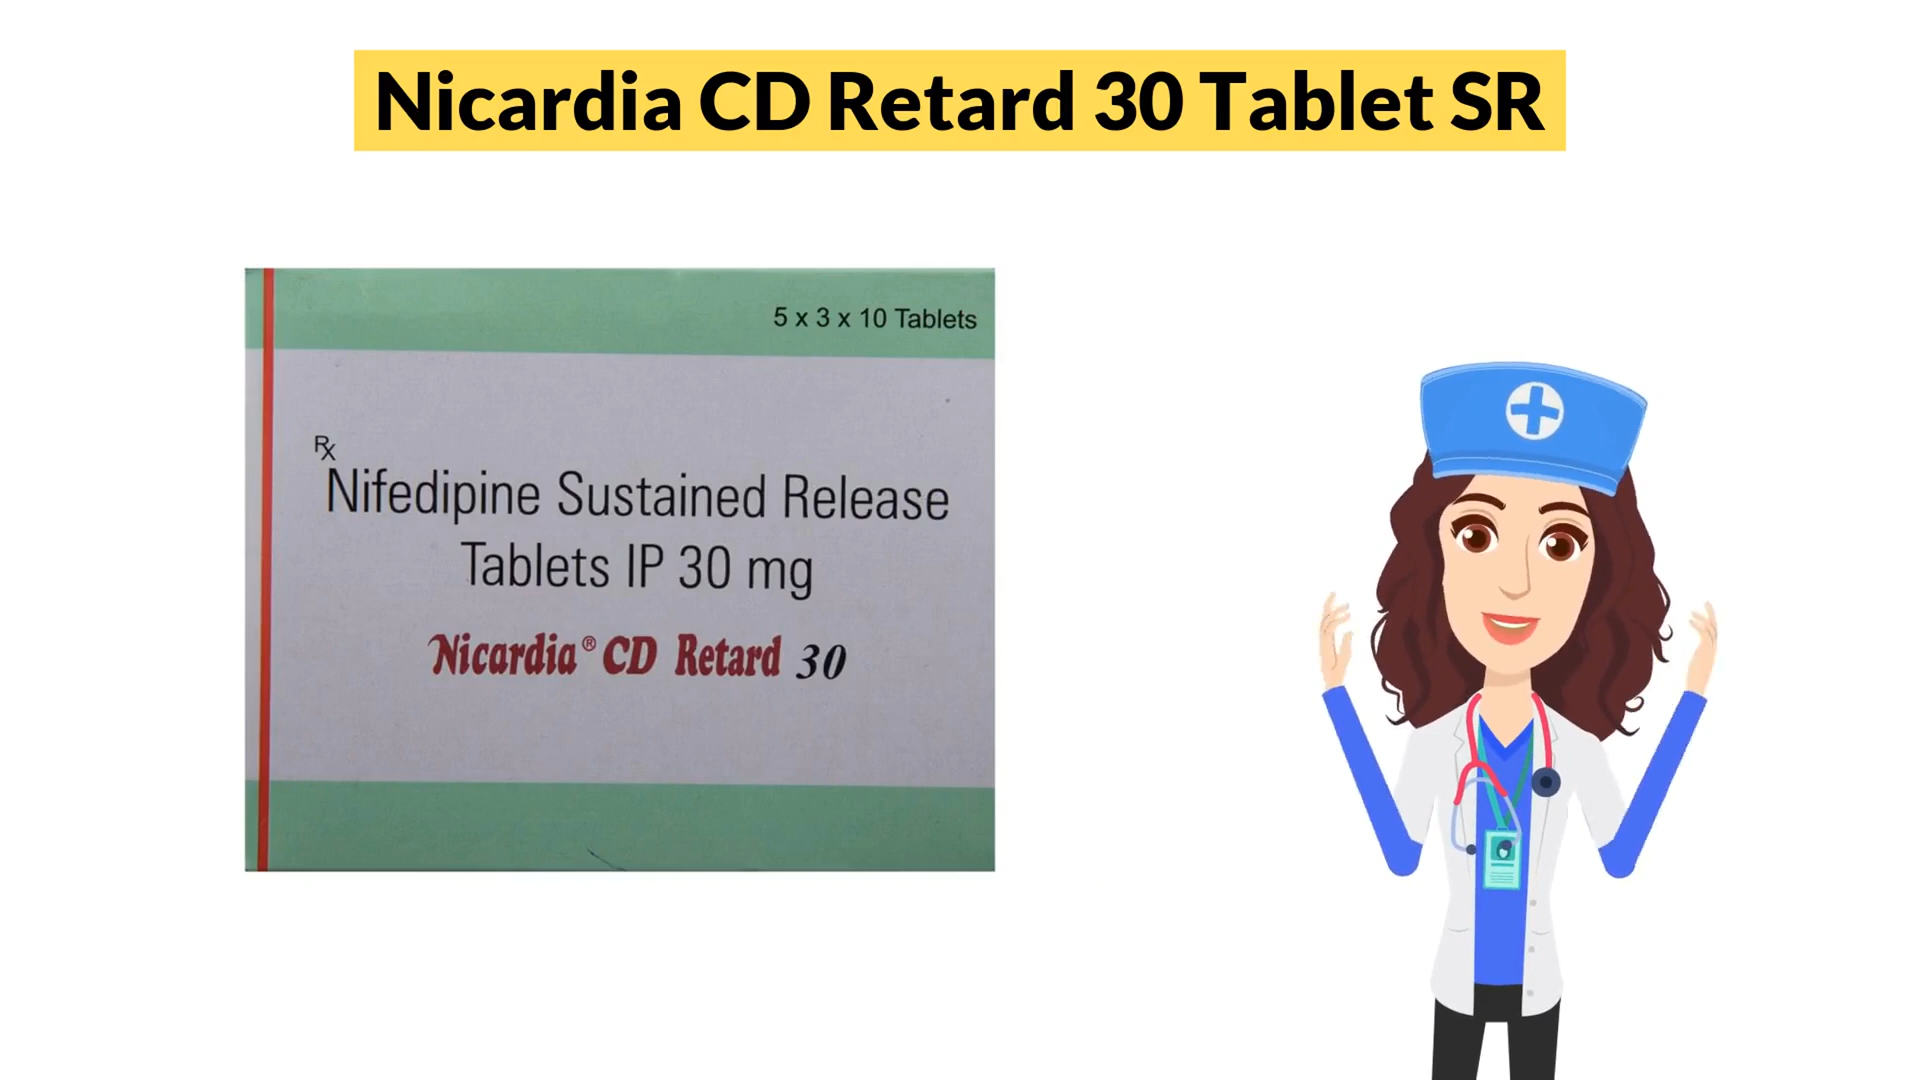 Nicardia CD Retard 30 Tablet SR
5 x 3 x 10 Tablets
Rx
Nifedipine Sustained Release
Tablets IP 30 mg
Nicardia® CD Retard 30